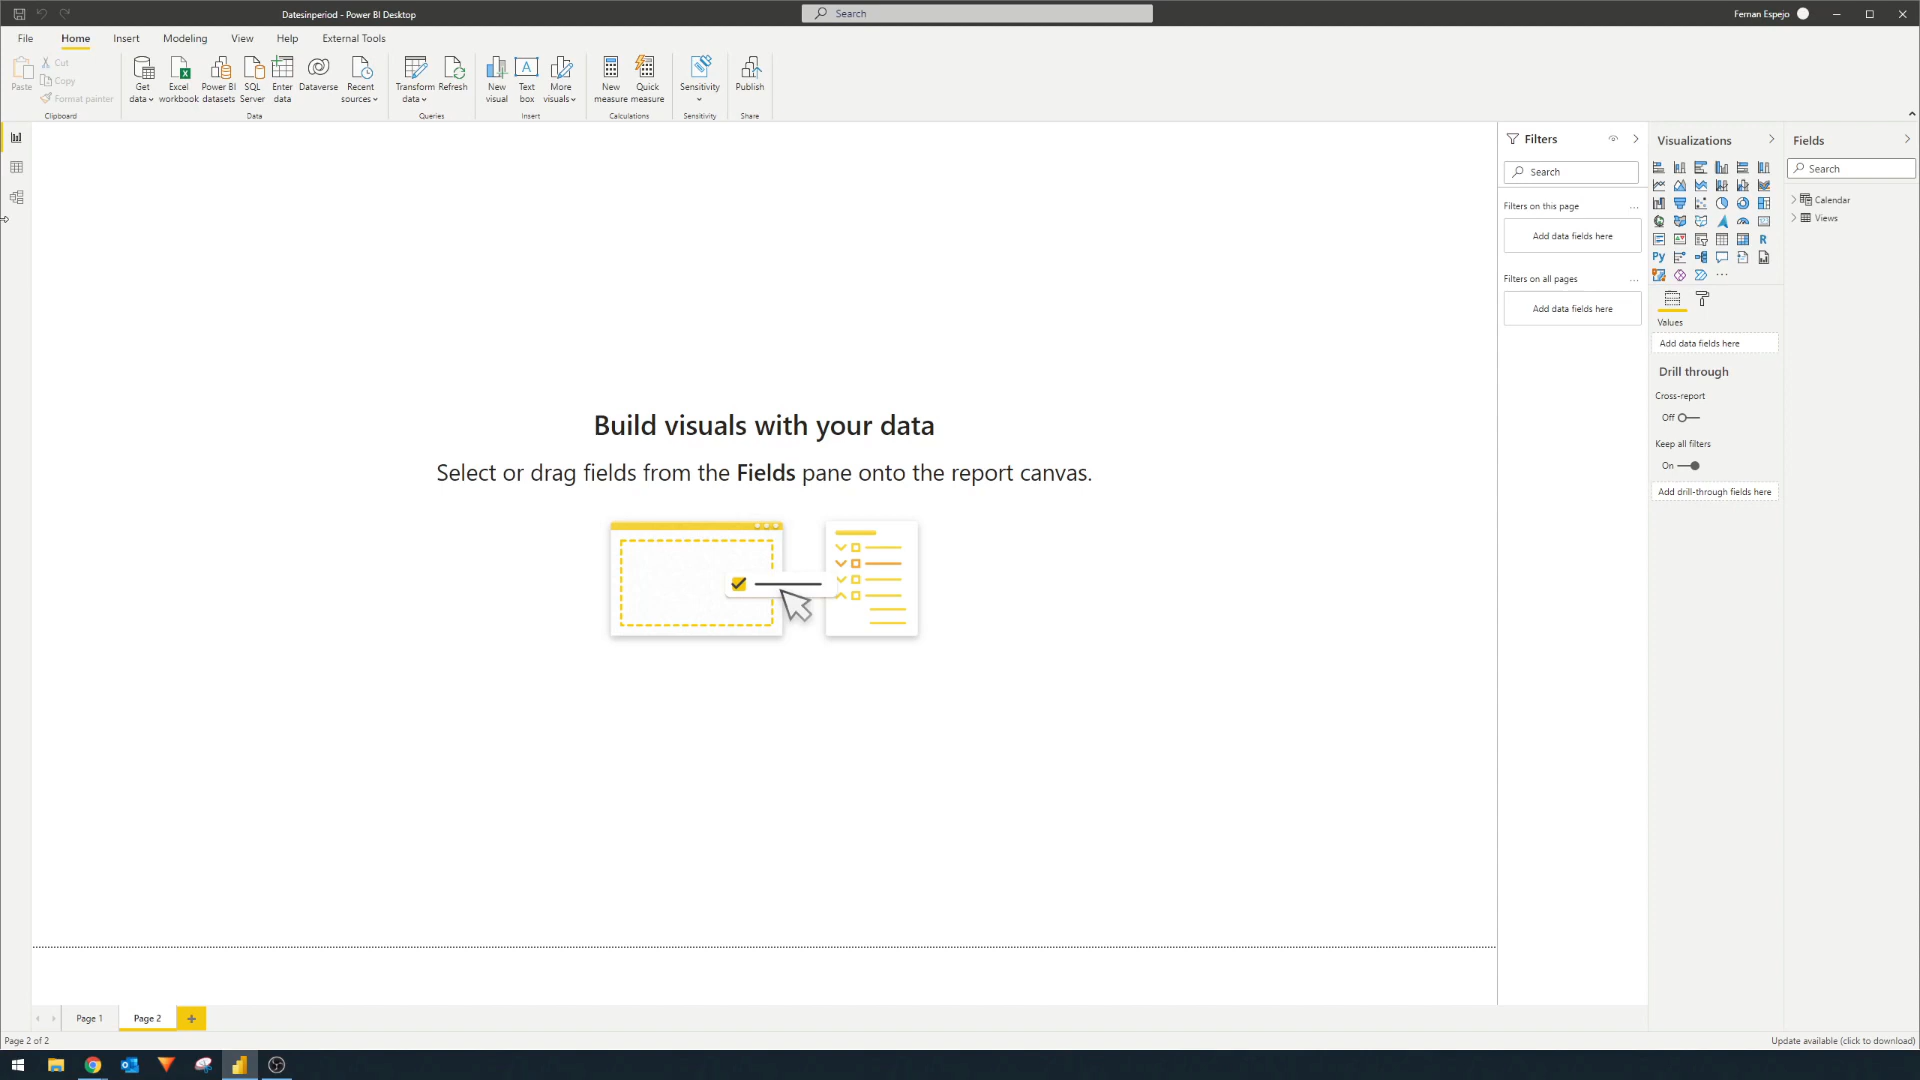 Datesinperiod - Power BI Desktop
Search
Fernan Espejo
File
Home
Insert
Modeling
View
Help
External Tools
Paste
Cut
Copy
Format painter
Clipboard
Get data
Excel workbook
Power BI datasets
SQL Server
Enter data
Dataverse
Recent sources
Data
Transform data
Refresh
Queries
New visual
Text box
More visuals
Insert
New measure
Quick measure
Calculations
Sensitivity
Sensitivity
Publish
Share
Build visuals with your data
Select or drag fields from the Fields pane onto the report canvas.
Filters
Search
Filters on this page
...
Add data fields here
Filters on all pages
...
Add data fields here
Visualizations
R
Py
...
Values
Add data fields here
Drill through
Cross-report
Off
Keep all filters
On
Add drill-through fields here
Fields
Search
Calendar
Views
Page 1
Page 2
+
Page 2 of 2
Update available (click to download)